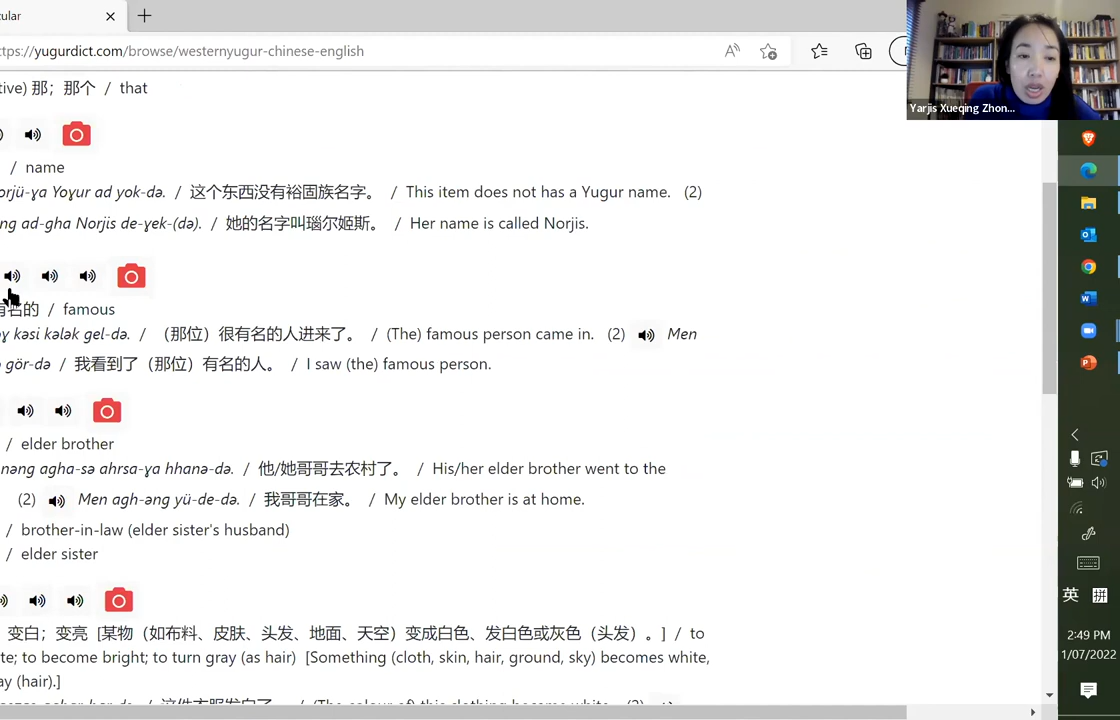 cular
https://yugurdict.com/browse/westernyugur-chinese-english
Yarjis Xueqing Zhon...
tive) 那；那个 / that
/ name
orjü-ɣa Yoɣur ad yok-də. / 这个东西没有裕固族名字。 / This item does not has a Yugur name. (2)
ng ad-gha Norjis de-ɣek-(də). / 她的名字叫瑙尔姬斯。 / Her name is called Norjis.
有名的 / famous
ɣ kəsi kəlak gel-də. / （那位）很有名的人进来了。 / (The) famous person came in. (2) Men
gör-də / 我看到了（那位）有名的人。 / I saw (the) famous person.
/ elder brother
nəng agha-sə ahrsa-ɣa hhanə-də. / 他/她哥哥去农村了。 / His/her elder brother went to the
(2) Men agh-əng yü-de-də. / 我哥哥在家。 / My elder brother is at home.
/ brother-in-law (elder sister's husband)
/ elder sister
变白；变亮 [某物（如布料、皮肤、头发、地面、天空）变成白色、发白色或灰色（头发）。] / to
te; to become bright; to turn gray (as hair) [Something (cloth, skin, hair, ground, sky) becomes white,
ay (hair).]
英 拼
2:49 PM
1/07/2022